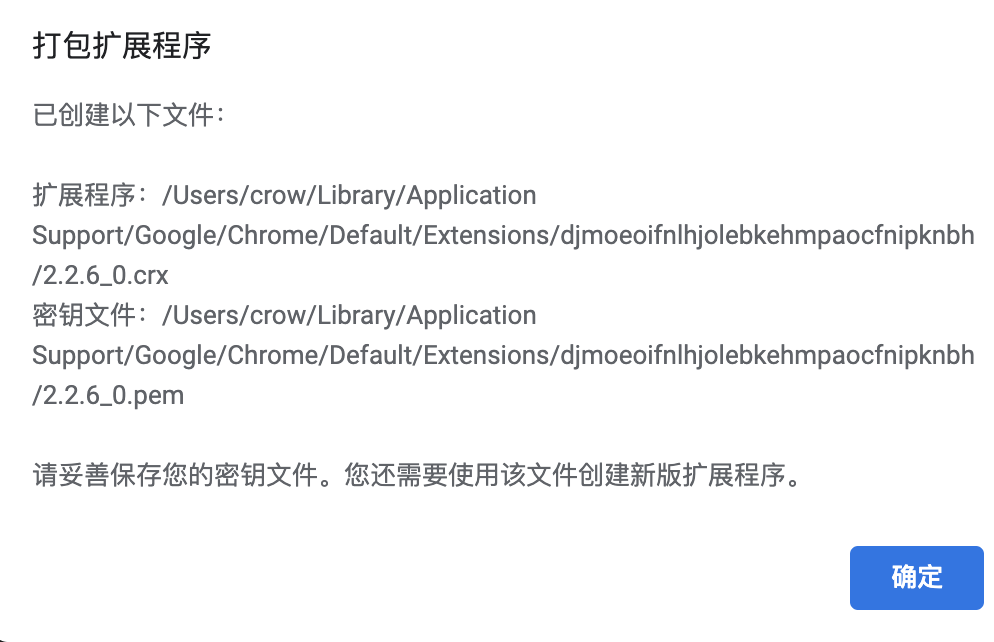 打包扩展程序
已创建以下文件：
扩展程序：/Users/crow/Library/Application
Support/Google/Chrome/Default/Extensions/djmoeoifnlhjolebkehmpaocfnipknbh
/2.2.6_0.crx
密钥文件：/Users/crow/Library/Application
Support/Google/Chrome/Default/Extensions/djmoeoifnlhjolebkehmpaocfnipknbh
/2.2.6_0.pem
请妥善保存您的密钥文件。您还需要使用该文件创建新版扩展程序。
确定